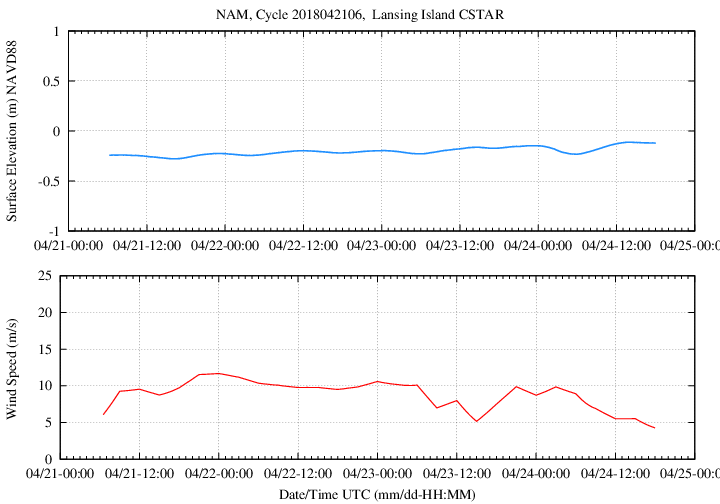 NAM, Cycle 2018042106,  Lansing Island CSTAR
Surface Elevation (m) NAVD88
1
0.5
0
-0.5
-1
04/21-00:00 04/21-12:00 04/22-00:00 04/22-12:00 04/23-00:00 04/23-12:00 04/24-00:00 04/24-12:00 04/25-00:0
Wind Speed (m/s)
25
20
15
10
5
0
04/21-00:00 04/21-12:00 04/22-00:00 04/22-12:00 04/23-00:00 04/23-12:00 04/24-00:00 04/24-12:00 04/25-00:0
Date/Time UTC (mm/dd-HH:MM)